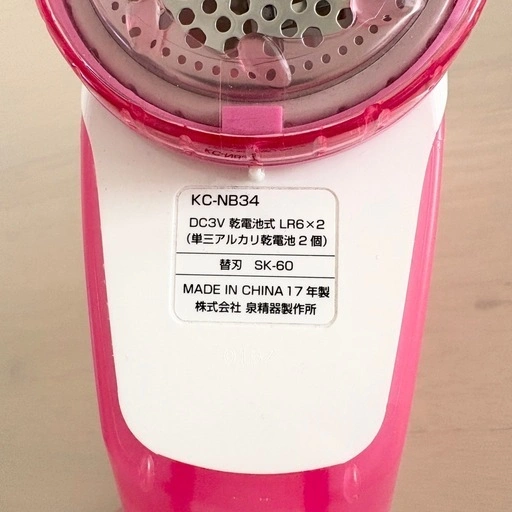 KC-NB34
DC3V 乾電池式 LR6×2
(単三アルカリ乾電池2個)
替刃 SK-60
MADE IN CHINA 17年製
株式会社 泉精器製作所